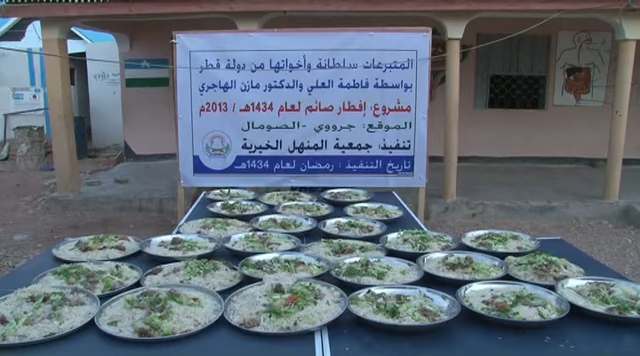 المتبرعات سلطانة وأخواتها من دولة قطر
بواسطة فاطمة العلي والدكتور مازن الهاجري
مشروع: إفطار صائم لعام 1434هـ / 2013م
الموقع: جرووي -الصومال
تنفيذ: جمعية المنهل الخيرية
تاريخ التنفيذ : رمضان لعام 1434هـ